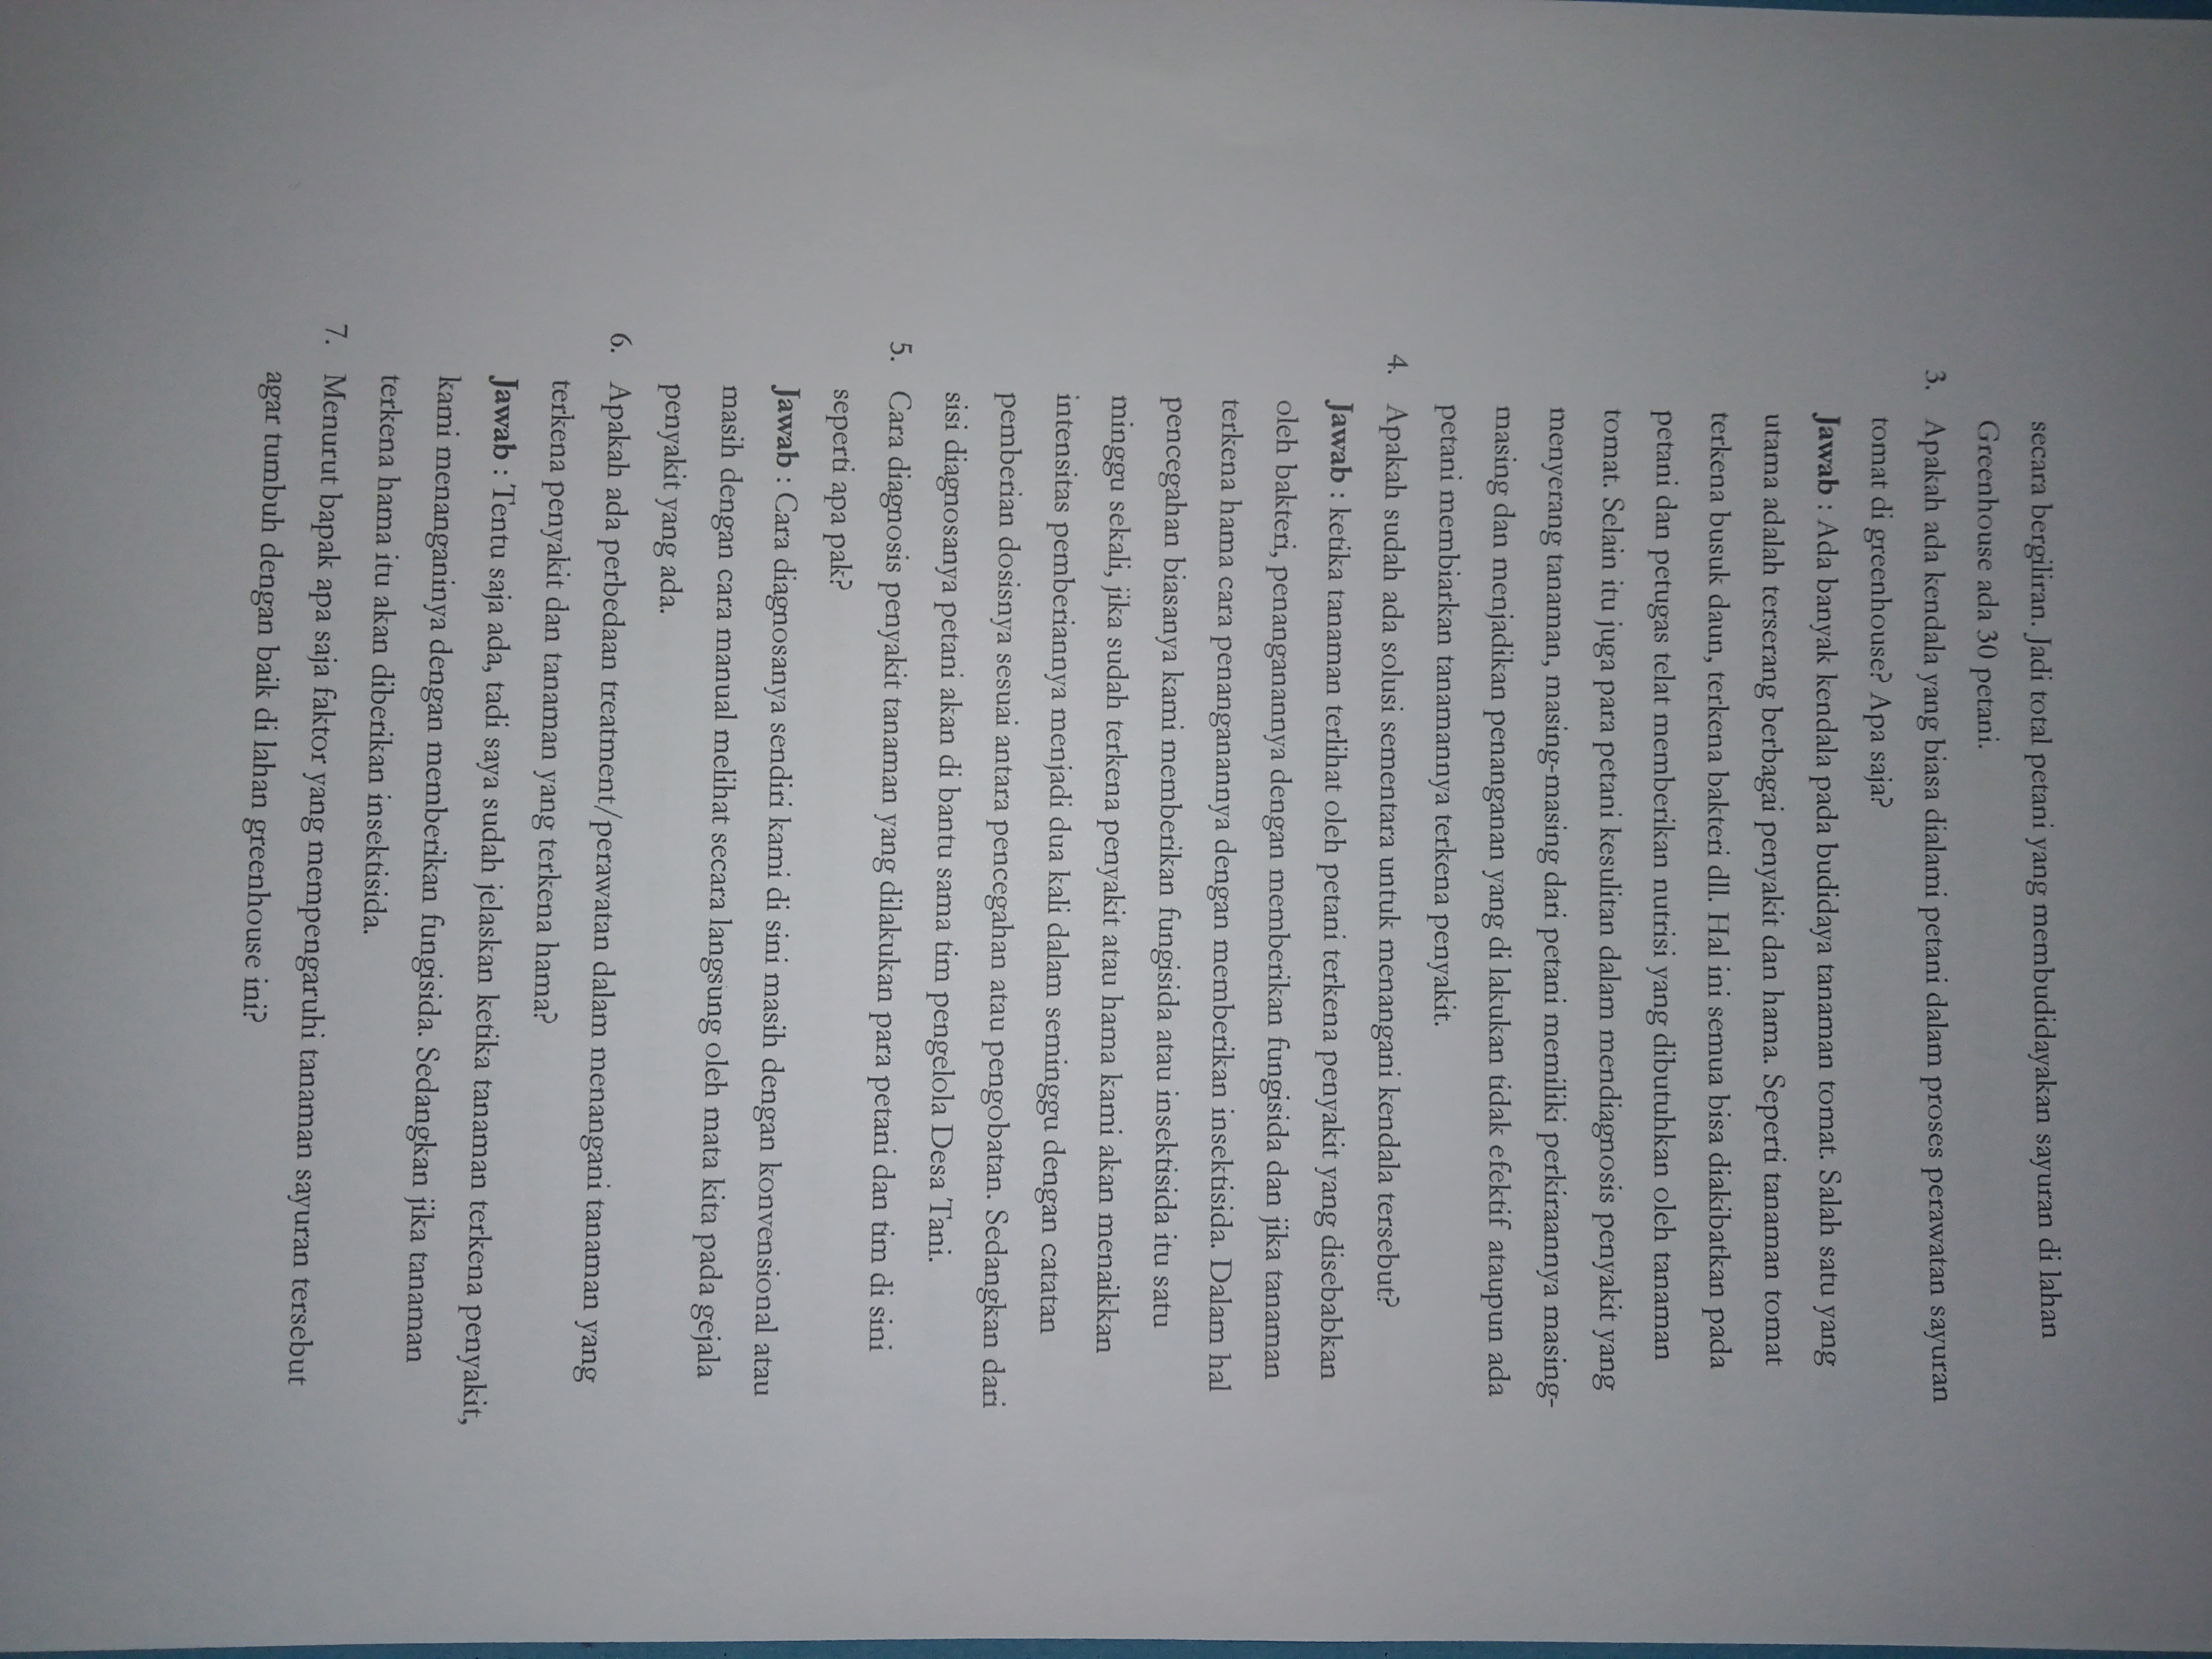 secara bergiliran. Jadi total petani yang membudidayakan sayuran di lahan
Greenhouse ada 30 petani.
3. Apakah ada kendala yang biasa dialami petani dalam proses perawatan sayuran
tomat di greenhouse? Apa saja?
Jawab : Ada banyak kendala pada budidaya tanaman tomat. Salah satu yang
utama adalah terserang berbagai penyakit dan hama. Seperti tanaman tomat
terkena busuk daun, terkena bakteri dll. Hal ini semua bisa diakibatkan pada
petani dan petugas telat memberikan nutrisi yang dibutuhkan oleh tanaman
tomat. Selain itu juga para petani kesulitan dalam mendiagnosis penyakit yang
menyerang tanaman, masing-masing dari petani memiliki perkiraannya masing-
masing dan menjadikan penanganan yang di lakukan tidak efektif ataupun ada
petani membiarkan tanamannya terkena penyakit.
4. Apakah sudah ada solusi sementara untuk menangani kendala tersebut?
Jawab : ketika tanaman terlihat oleh petani terkena penyakit yang disebabkan
oleh bakteri, penanganannya dengan memberikan fungisida dan jika tanaman
terkena hama cara penanganannya dengan memberikan insektisida. Dalam hal
pencegahan biasanya kami memberikan fungisida atau insektisida itu satu
minggu sekali, jika sudah terkena penyakit atau hama kami akan menaikkan
intensitas pemberiannya menjadi dua kali dalam seminggu dengan catatan
pemberian dosisnya sesuai antara pencegahan atau pengobatan. Sedangkan dari
sisi diagnosanya petani akan di bantu sama tim pengelola Desa Tani.
5. Cara diagnosis penyakit tanaman yang dilakukan para petani dan tim di sini
seperti apa pak?
Jawab : Cara diagnosanya sendiri kami di sini masih dengan konvensional atau
masih dengan cara manual melihat secara langsung oleh mata kita pada gejala
penyakit yang ada.
6. Apakah ada perbedaan treatment/perawatan dalam menangani tanaman yang
terkena penyakit dan tanaman yang terkena hama?
Jawab : Tentu saja ada, tadi saya sudah jelaskan ketika tanaman terkena penyakit,
kami menanganinya dengan memberikan fungisida. Sedangkan jika tanaman
terkena hama itu akan diberikan insektisida.
7. Menurut bapak apa saja faktor yang mempengaruhi tanaman sayuran tersebut
agar tumbuh dengan baik di lahan greenhouse ini?